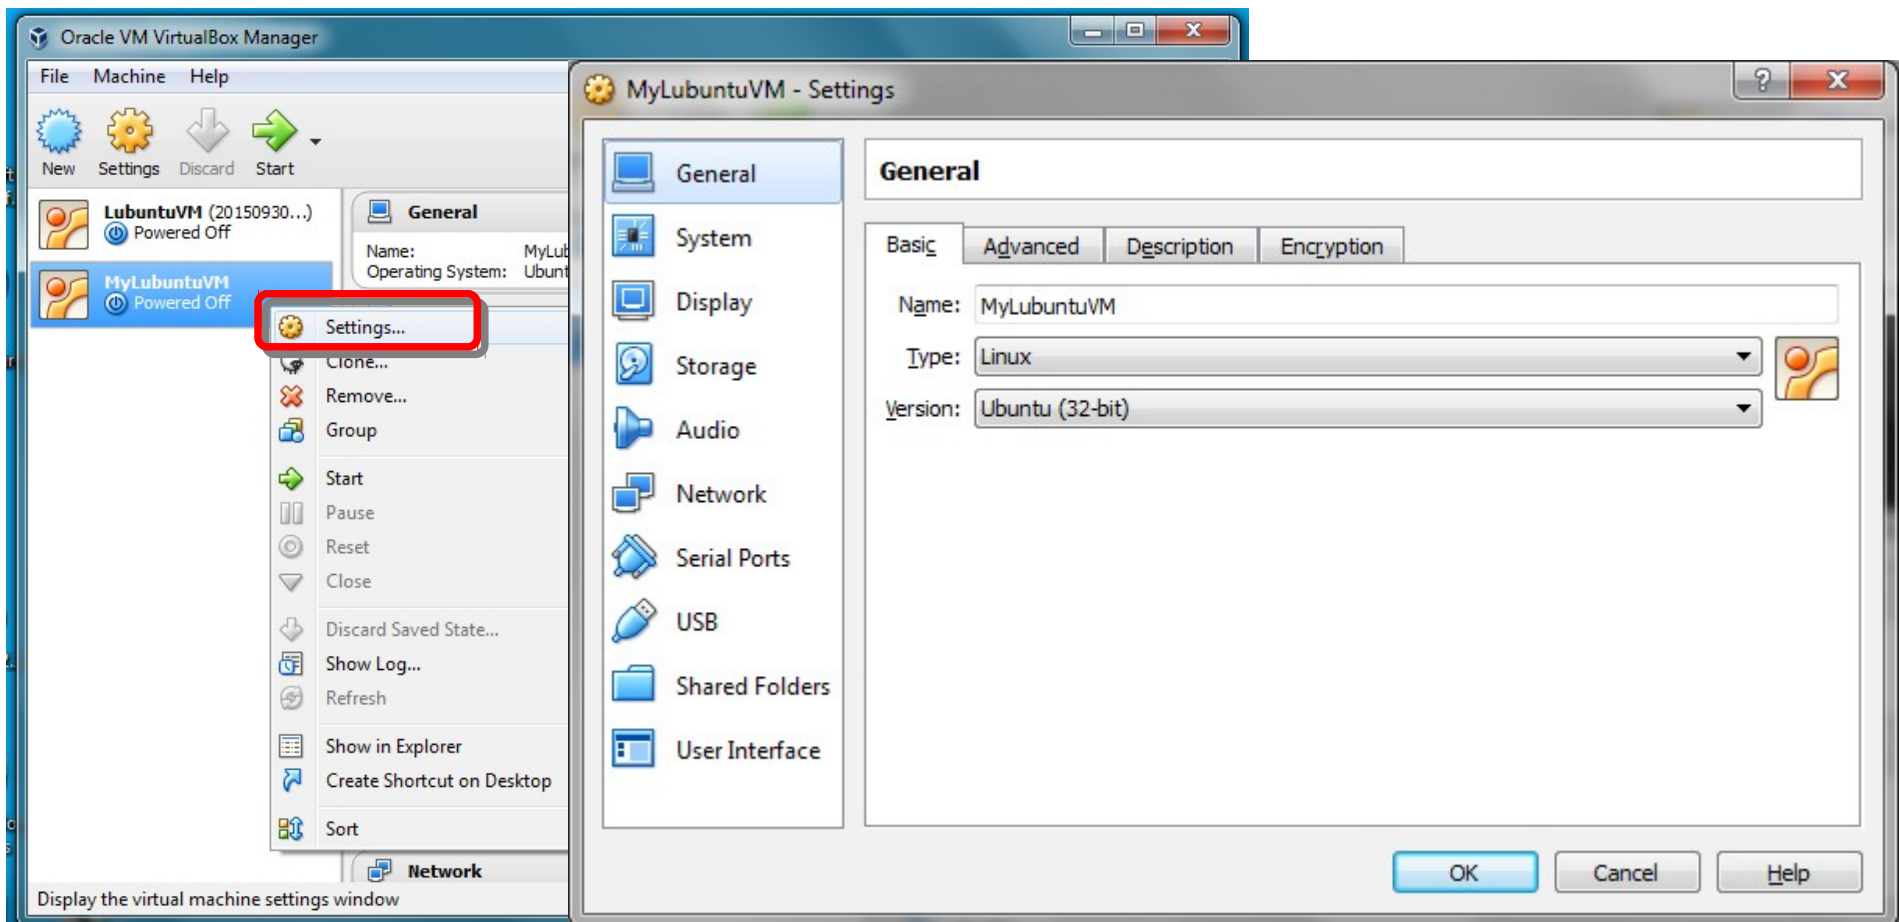 Oracle VM VirtualBox Manager
File Machine Help
New Settings Discard Start
LubuntuVM (20150930...)
Powered Off
MyLubuntuVM
Powered Off
General
Name: MyLub
Operating System: Ubunt
Settings...
Clone...
Remove...
Group
Start
Pause
Reset
Close
Discard Saved State...
Show Log...
Refresh
Show in Explorer
Create Shortcut on Desktop
Sort
Network
Display the virtual machine settings window
MyLubuntuVM - Settings
General
System
Display
Storage
Audio
Network
Serial Ports
USB
Shared Folders
User Interface
General
Basic Advanced Description Encryption
Name: MyLubuntuVM
Type: Linux
Version: Ubuntu (32-bit)
OK Cancel Help